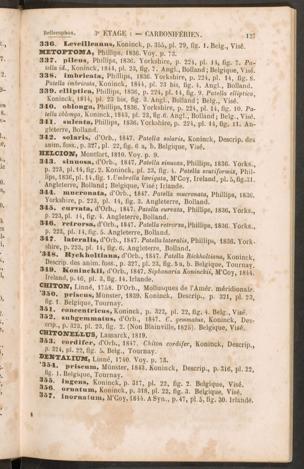 Bellerophon. 3e ETAGE : — CARBONIFÉRIEN. 127
336. Leveilleanus, Koninck, p. 355, pl. 29, fig. 1. Belg., Visé.
METOPTOMA, Phillips, 1836. Voy. p. 73.
337. pileus, Phillips, 1836. Yorkshire, p. 224, pl. 14, fig. 7. Pa-
tella id., Koninck, 1844, pl. 23, fig. 7. Angl., Bolland; Belgique, Visé.
338. imbricata, Phillips, 1836. Yorkshire, p. 224, pl. 14, fig. 8.
Patella imbricata, Koninck, 1844, pl. 23 bis, fig. 4. Angl., Bolland.
339. elliptica, Phillips, 1836, p. 224, pl. 14, fig. 9. Patella elliptica,
Koninck, 1844, pl. 23 bis, fig. 3. Angl., Bolland; Belg., Visé.
340. oblonga, Phillips, 1836. Yorkshire, p. 224, pl. 14, fig. 10. Pa-
tella oblonga, Koninck, 1843, pl. 23, fig. 6. Angl., Bolland; Belg., Visé.
341. sulcata, Phillips, 1836. Yorkshire, p. 224, pl. 14, fig. 11. An-
gleterre, Bolland.
342. solaris, d'Orb., 1847. Patella solaris, Koninck, Descript. des
anim. foss., p. 327, pl. 22, fig. 6 a, b, Belgique, Visé.
HELCION, Montfort, 1810. Voy. p. 9.
343. sinuosa, d'Orb., 1847. Patella sinuosa, Phillips, 1836. Yorks.,
p. 223, pl. 14, fig. 2. Koninck, pl. 23, fig. 4. Patella scutiformis, Phil-
lips, 1836, pl. 14, fig. 1. Umbrella lævigata, M'Coy, Ireland, pl. 5, fig. 31.
Angleterre, Bolland; Belgique, Visé; Irlande.
344. mucronata, d'Orb., 1847. Patella mucronata, Phillips, 1836.
Yorkshire, p. 223, pl. 14, fig. 3. Angleterre, Bolland.
345. curvata, d'Orb., 1847. Patella curvata, Phillips, 1836. Yorks.,
p. 223, pl. 14, fig. 4. Angleterre, Bolland.
346. retrorsa, d'Orb., 1847. Patella retrorsa, Phillips, 1836. Yorks.,
p. 223, pl. 14, fig. 5. Angleterre, Bolland.
347. lateralis, d'Orb., 1847. Patella lateralis, Phillips, 1836. York-
shire, p. 223, pl. 14, fig. 6. Angleterre, Bolland.
348. Ryckholtiana, d'Orb., 1847. Patella Ryckholtiana, Koninck,
Descrip. des anim. foss., p. 327, pl. 23, fig. 5 a, b. Belgique, Tournay
349. Koninckii, d'Orb., 1847. Siphonaria Koninckii, M'Coy, 1844.
Ireland, p. 46, pl. 3, fig. 14. Irlande.
CHITON, Linné, 1758. D'Orb., Mollusques de l'Amér. méridionale.
350. priscus, Münster, 1839. Koninck, Descript., p. 321, pl. 23,
fig. 1. Belgique, Tournay.
351. concentricus, Koninck, p. 322, pl. 22, fig. 4. Belg., Visé.
352. subgemmatus, d'Orb., 1847. C. gemmatus, Koninck, Des-
crip., p. 323, pl. 23, fig. 2. (Non Blainville, 1825). Belgique, Visé.
CHITONELLUS, Lamarck, 1819.
353. cordifer, d'Orb., 1847. Chiton cordifer, Koninck, Descrip.,
p. 324, pl. 22, fig. 5. Belg., Tournay.
DENTALIUM, Linné, 1740. Voy. p. 73.
354. priscum, Münster, 1843. Koninck, Descrip., p. 316, pl. 22,
fig. 1. Belgique, Tournay.
355. ingens, Koninck, p. 317, pl. 22, fig. 2. Belgique, Visé.
356. ornatum, Koninck, p. 318, pl. 22, fig. 3. Belgique, Visé.
357. inornatum, M'Coy, 1844. A Syn., p. 47, pl. 5, fig. 30. Irlande.